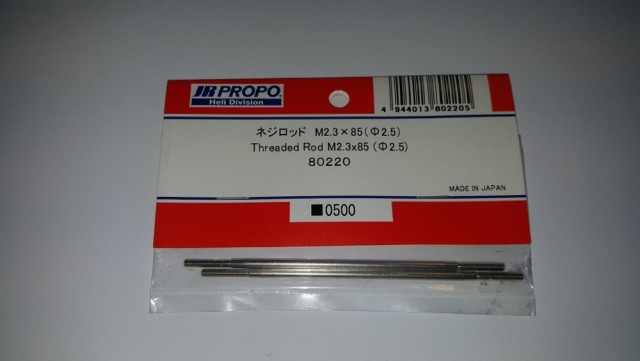 JR PROPO
Heli Division
4 944013 802205
ネジロッド M2.3×85(Φ2.5)
Threaded Rod M2.3x85 (Φ2.5)
80220
MADE IN JAPAN
■0500